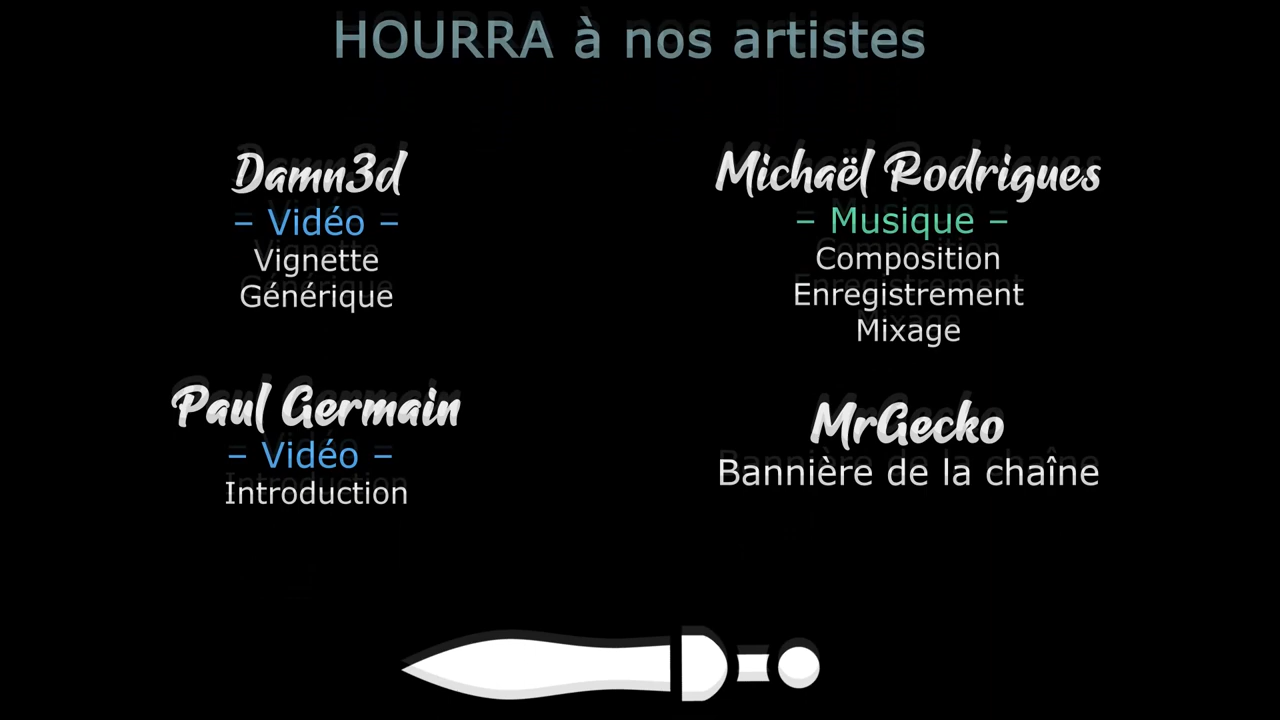 HOURRA à nos artistes
Damn3d
– Vidéo –
Vignette
Générique
Michaël Rodrigues
– Musique –
Composition
Enregistrement
Mixage
Paul Germain
– Vidéo –
Introduction
MrGecko
Bannière de la chaîne